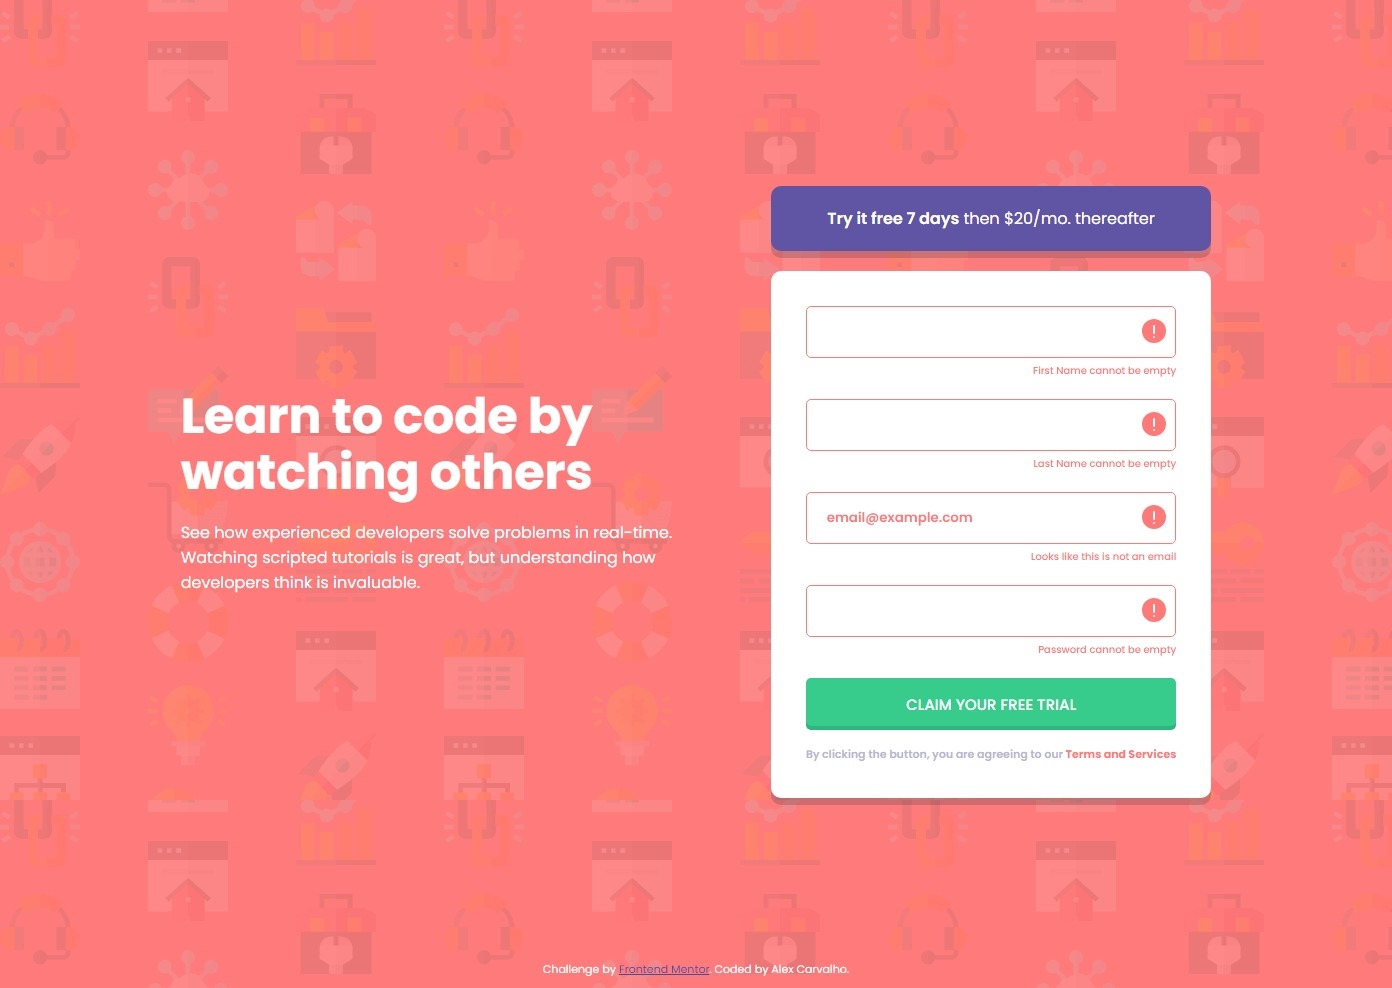 Try it free 7 days then $20/mo. thereafter
First Name cannot be empty
Last Name cannot be empty
Learn to code by
watching others
email@example.com
See how experienced developers solve problems in real-time.
Watching scripted tutorials is great, but understanding how
developers think is invaluable.
Looks like this is not an email
Password cannot be empty
CLAIM YOUR FREE TRIAL
By clicking the button, you are agreeing to our Terms and Services
Challenge by Frontend Mentor. Coded by Alex Carvalho.